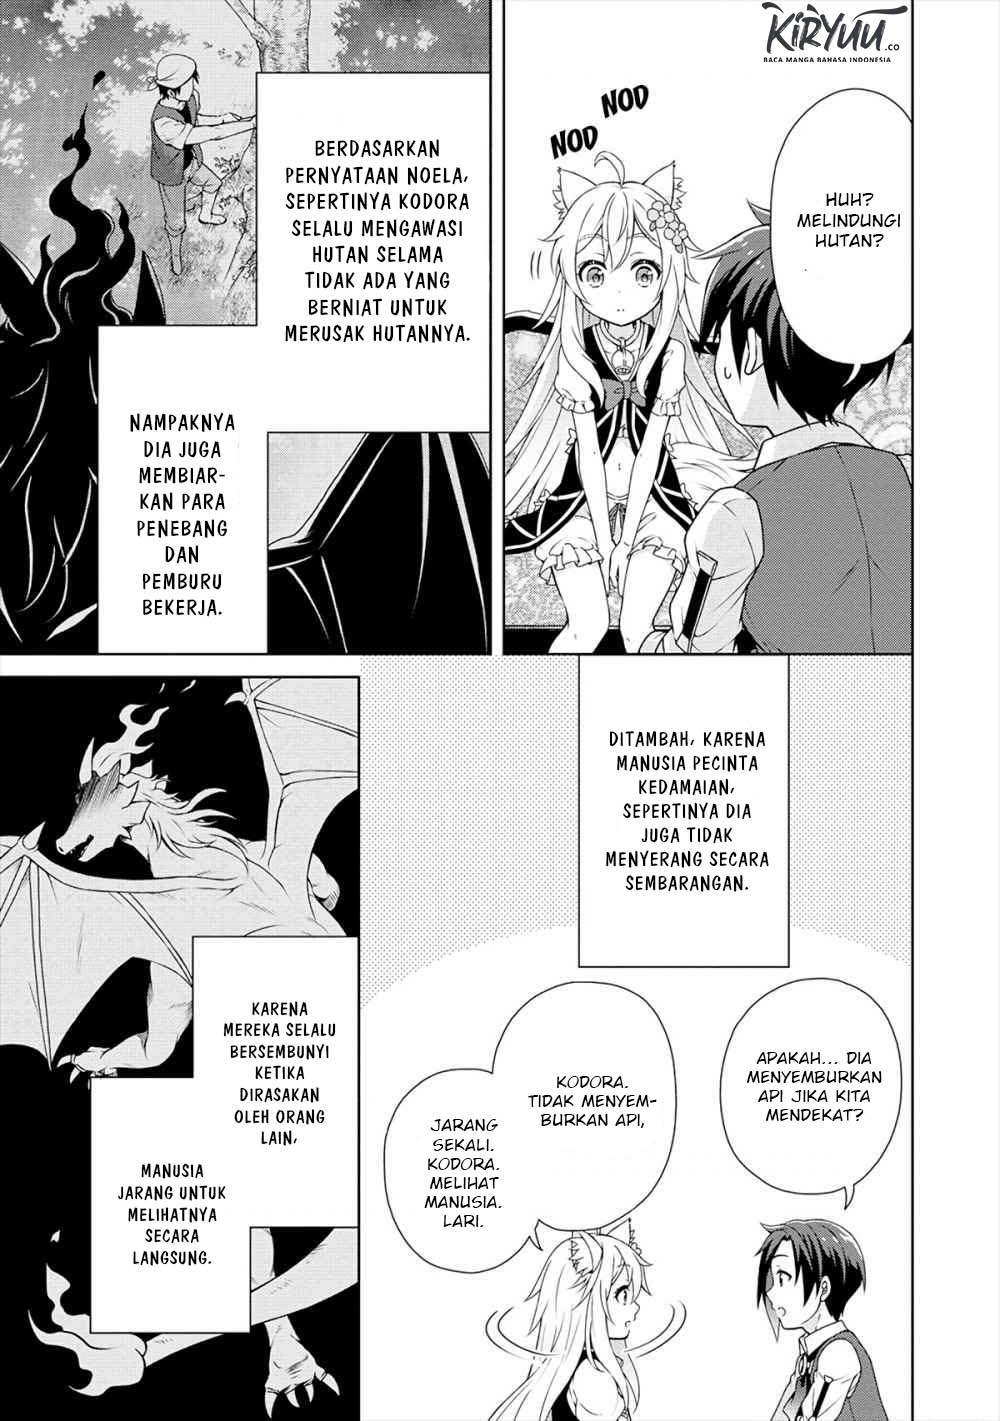 KIRYUU.CO
BACA MANGA BAHASA INDONESIA
HUH?
MELINDUNGI
HUTAN?
NOD
NOD
BERDASARKAN
PERNYATAAN NOELA,
SEPERTINYA KODORA
SELALU MENGAWASI
HUTAN SELAMA
TIDAK ADA YANG
BERNIAT UNTUK
MERUSAK HUTANNYA.
NAMPAKNYA
DIA JUGA
MEMBIAR-
KAN PARA
PENEBANG
DAN
PEMBURU
BEKERJA.
DITAMBAH, KARENA
MANUSIA PECINTA
KEDAMAIAN,
SEPERTINYA DIA
JUGA TIDAK
MENYERANG SECARA
SEMBARANGAN.
APAKAH... DIA
MENYEMBURKAN
API JIKA KITA
MENDEKAT?
KODORA.
TIDAK MENYEM-
BURKAN API,
JARANG
SEKALI.
KODORA.
MELIHAT
MANUSIA.
LARI.
KARENA
MEREKA SELALU
BERSEMBUNYI
KETIKA
DIRASAKAN
OLEH ORANG
LAIN,
MANUSIA
JARANG UNTUK
MELIHATNYA
SECARA
LANGSUNG.